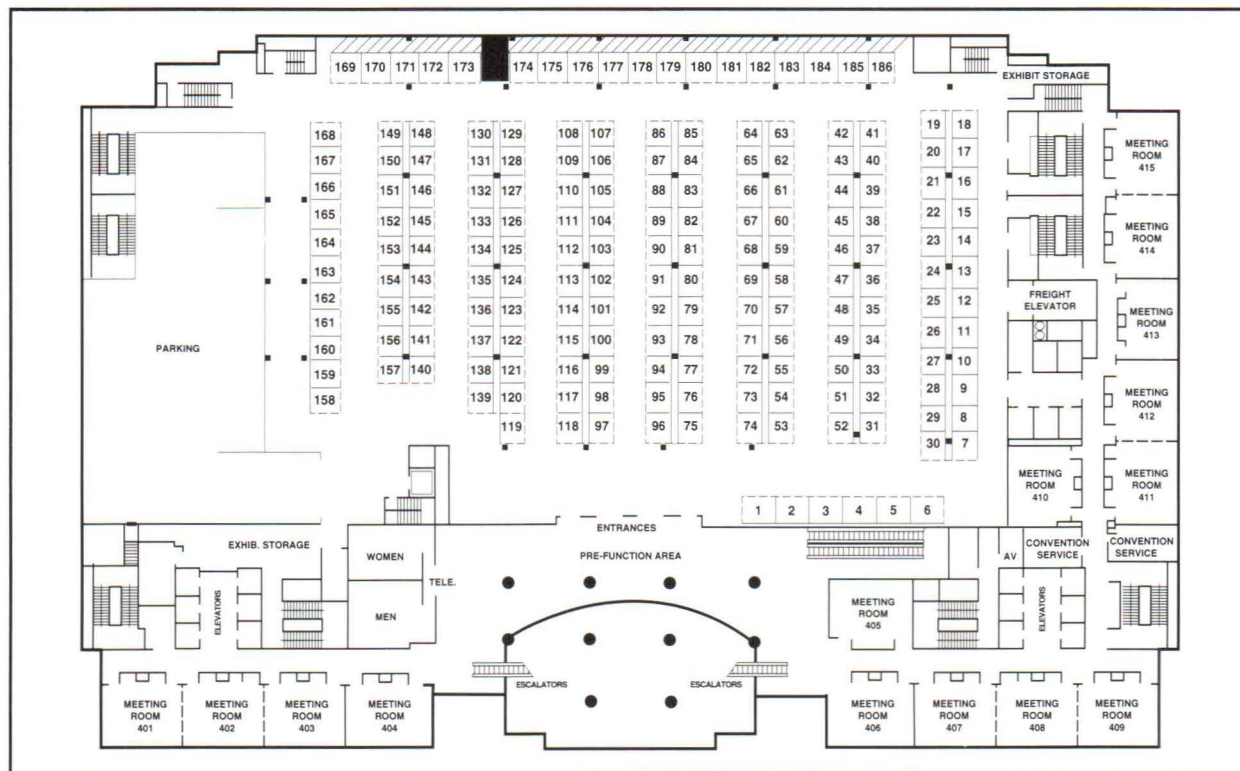 169 170 171 172 173 174 175 176 177 178 179 180 181 182 183 184 185 186
EXHIBIT STORAGE
168 149 148 130 129 108 107 86 85 64 63 42 41 19 18
167 150 147 131 128 109 106 87 84 65 62 43 40 20 17
166 151 146 132 127 110 105 88 83 66 61 44 39 21 16
165 152 145 133 126 111 104 89 82 67 60 45 38 22 15
164 153 144 134 125 112 103 90 81 68 59 46 37 23 14
163 154 143 135 124 113 102 91 80 69 58 47 36 24 13
162 155 142 136 123 114 101 92 79 70 57 48 35 25 12
161 156 141 137 122 115 100 93 78 71 56 49 34 26 11
160 157 140 138 121 116 99 94 77 72 55 50 33 27 10
159 139 120 117 98 95 76 73 54 51 32 28 9
158 119 118 97 96 75 74 53 52 31 29 8
30 7
MEETING
ROOM
415
MEETING
ROOM
414
FREIGHT
ELEVATOR
MEETING
ROOM
413
PARKING
MEETING
ROOM
412
MEETING
ROOM
410
MEETING
ROOM
411
1 2 3 4 5 6
ENTRANCES
EXHIB. STORAGE
WOMEN
PRE-FUNCTION AREA
AV
CONVENTION
SERVICE
CONVENTION
SERVICE
TELE.
ELEVATORS
MEN
MEETING
ROOM
405
ELEVATORS
ESCALATORS
ESCALATORS
MEETING
ROOM
401
MEETING
ROOM
402
MEETING
ROOM
403
MEETING
ROOM
404
MEETING
ROOM
406
MEETING
ROOM
407
MEETING
ROOM
408
MEETING
ROOM
409